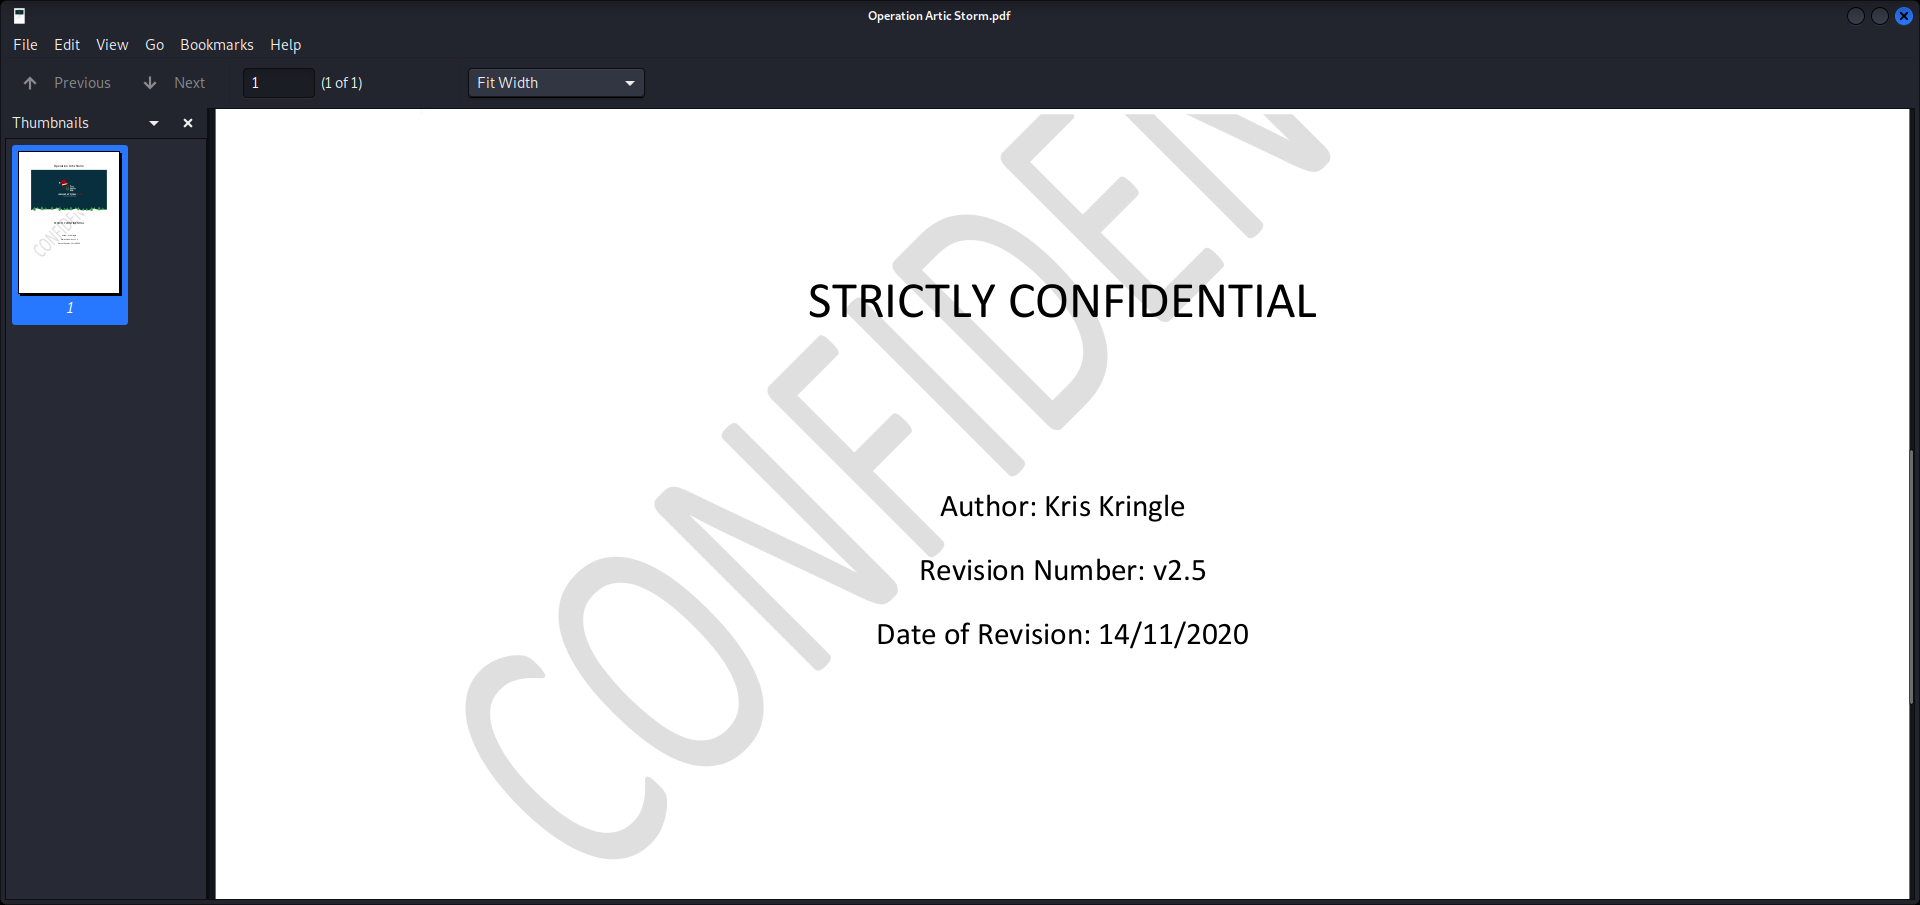 Operation Artic Storm.pdf
File Edit View Go Bookmarks Help
Previous Next 1 (1 of 1) Fit Width
Thumbnails
1
STRICTLY CONFIDENTIAL
Author: Kris Kringle
Revision Number: v2.5
Date of Revision: 14/11/2020
CONFIDEN